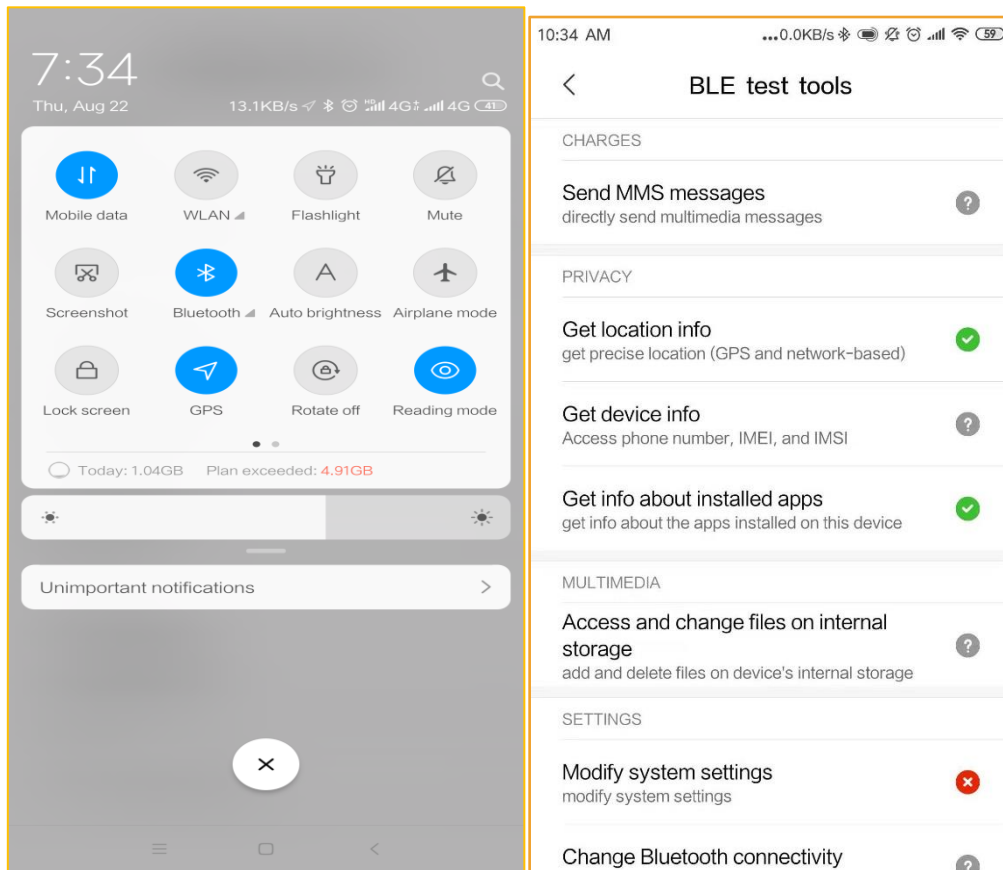 7:34
Thu, Aug 22
13.1KB/s 4G 4G 41
Mobile data
WLAN
Flashlight
Mute
Screenshot
Bluetooth
Auto brightness
Airplane mode
Lock screen
GPS
Rotate off
Reading mode
Today: 1.04GB Plan exceeded: 4.91GB
Unimportant notifications
10:34 AM
...0.0KB/s 59
BLE test tools
CHARGES
Send MMS messages
directly send multimedia messages
PRIVACY
Get location info
get precise location (GPS and network-based)
Get device info
Access phone number, IMEI, and IMSI
Get info about installed apps
get info about the apps installed on this device
MULTIMEDIA
Access and change files on internal
storage
add and delete files on device's internal storage
SETTINGS
Modify system settings
modify system settings
Change Bluetooth connectivity